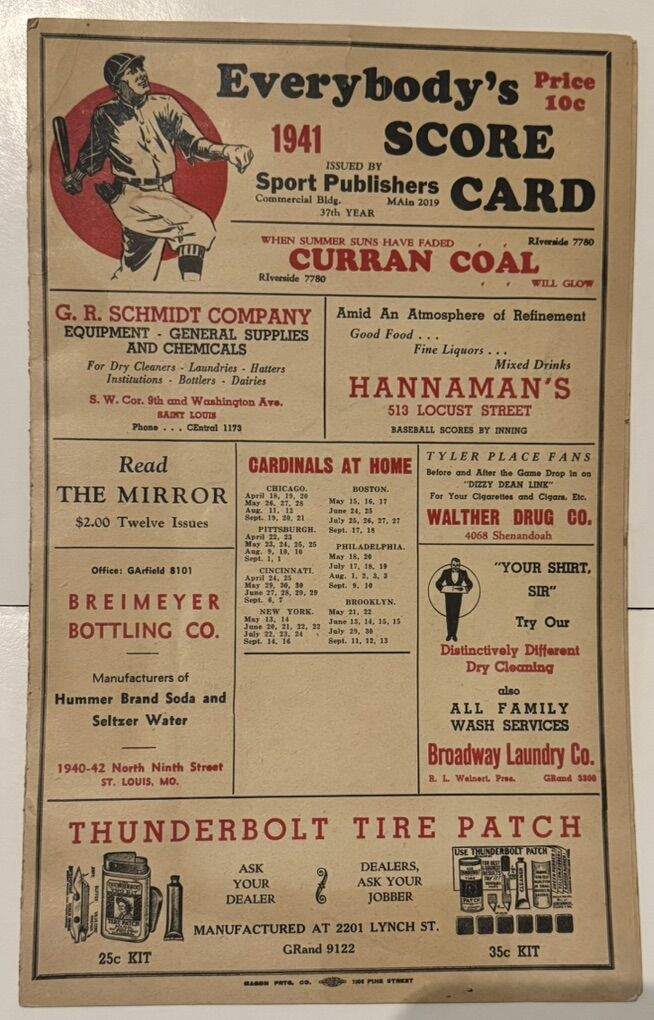 Everybody's
Price
10c
1941
SCORE
CARD
ISSUED BY
Sport Publishers
Commercial Bldg. MAin 2019
37th YEAR
WHEN SUMMER SUNS HAVE FADED RIverside 7780
CURRAN COAL
RIverside 7780 WILL GLOW
G. R. SCHMIDT COMPANY
EQUIPMENT - GENERAL SUPPLIES
AND CHEMICALS
For Dry Cleaners - Laundries - Hatters
Institutions - Bottlers - Dairies
S. W. Cor. 9th and Washington Ave.
SAINT LOUIS
Phone . . . CEntral 1173
Amid An Atmosphere of Refinement
Good Food . . .
Fine Liquors . . .
Mixed Drinks
HANNAMAN'S
513 LOCUST STREET
BASEBALL SCORES BY INNING
Read
THE MIRROR
$2.00 Twelve Issues
Office: GArfield 8101
BREIMEYER
BOTTLING CO.
Manufacturers of
Hummer Brand Soda and
Seltzer Water
1940-42 North Ninth Street
ST. LOUIS, MO.
CARDINALS AT HOME
CHICAGO.
April 18, 19, 20
May 26, 27, 28
Aug. 11, 12
Sept. 19, 20, 21
PITTSBURGH.
April 22, 23
May 23, 24, 25, 25
Aug. 9, 10, 10
Sept. 1, 1
CINCINNATI.
April 24, 25
May 29, 30, 30
June 27, 28, 29, 29
Sept. 6, 7
NEW YORK.
May 13, 14
June 20, 21, 22, 22
July 22, 23, 24
Sept. 14, 16
BOSTON.
May 15, 16, 17
June 24, 25
July 25, 26, 27, 27
Sept. 17, 18
PHILADELPHIA.
May 18, 20
July 17, 18, 19
Aug. 1, 2, 3, 3
Sept. 9, 10
BROOKLYN.
May 21, 22
June 13, 14, 15, 15
July 29, 30
Sept. 11, 12, 13
TYLER PLACE FANS
Before and After the Game Drop in on
"DIZZY DEAN LINK"
For Your Cigarettes and Cigars, Etc.
WALTHER DRUG CO.
4068 Shenandoah
"YOUR SHIRT,
SIR"
Try Our
Distinctively Different
Dry Cleaning
also
ALL FAMILY
WASH SERVICES
Broadway Laundry Co.
R. L. Weinert, Pres. GRand 3800
THUNDERBOLT TIRE PATCH
25c KIT
ASK
YOUR
DEALER
DEALERS,
ASK YOUR
JOBBER
MANUFACTURED AT 2201 LYNCH ST.
GRand 9122
USE THUNDERBOLT PATCH
CLEANER
PATCH
35c KIT
MASON PRTG. CO. 1906 PINE STREET